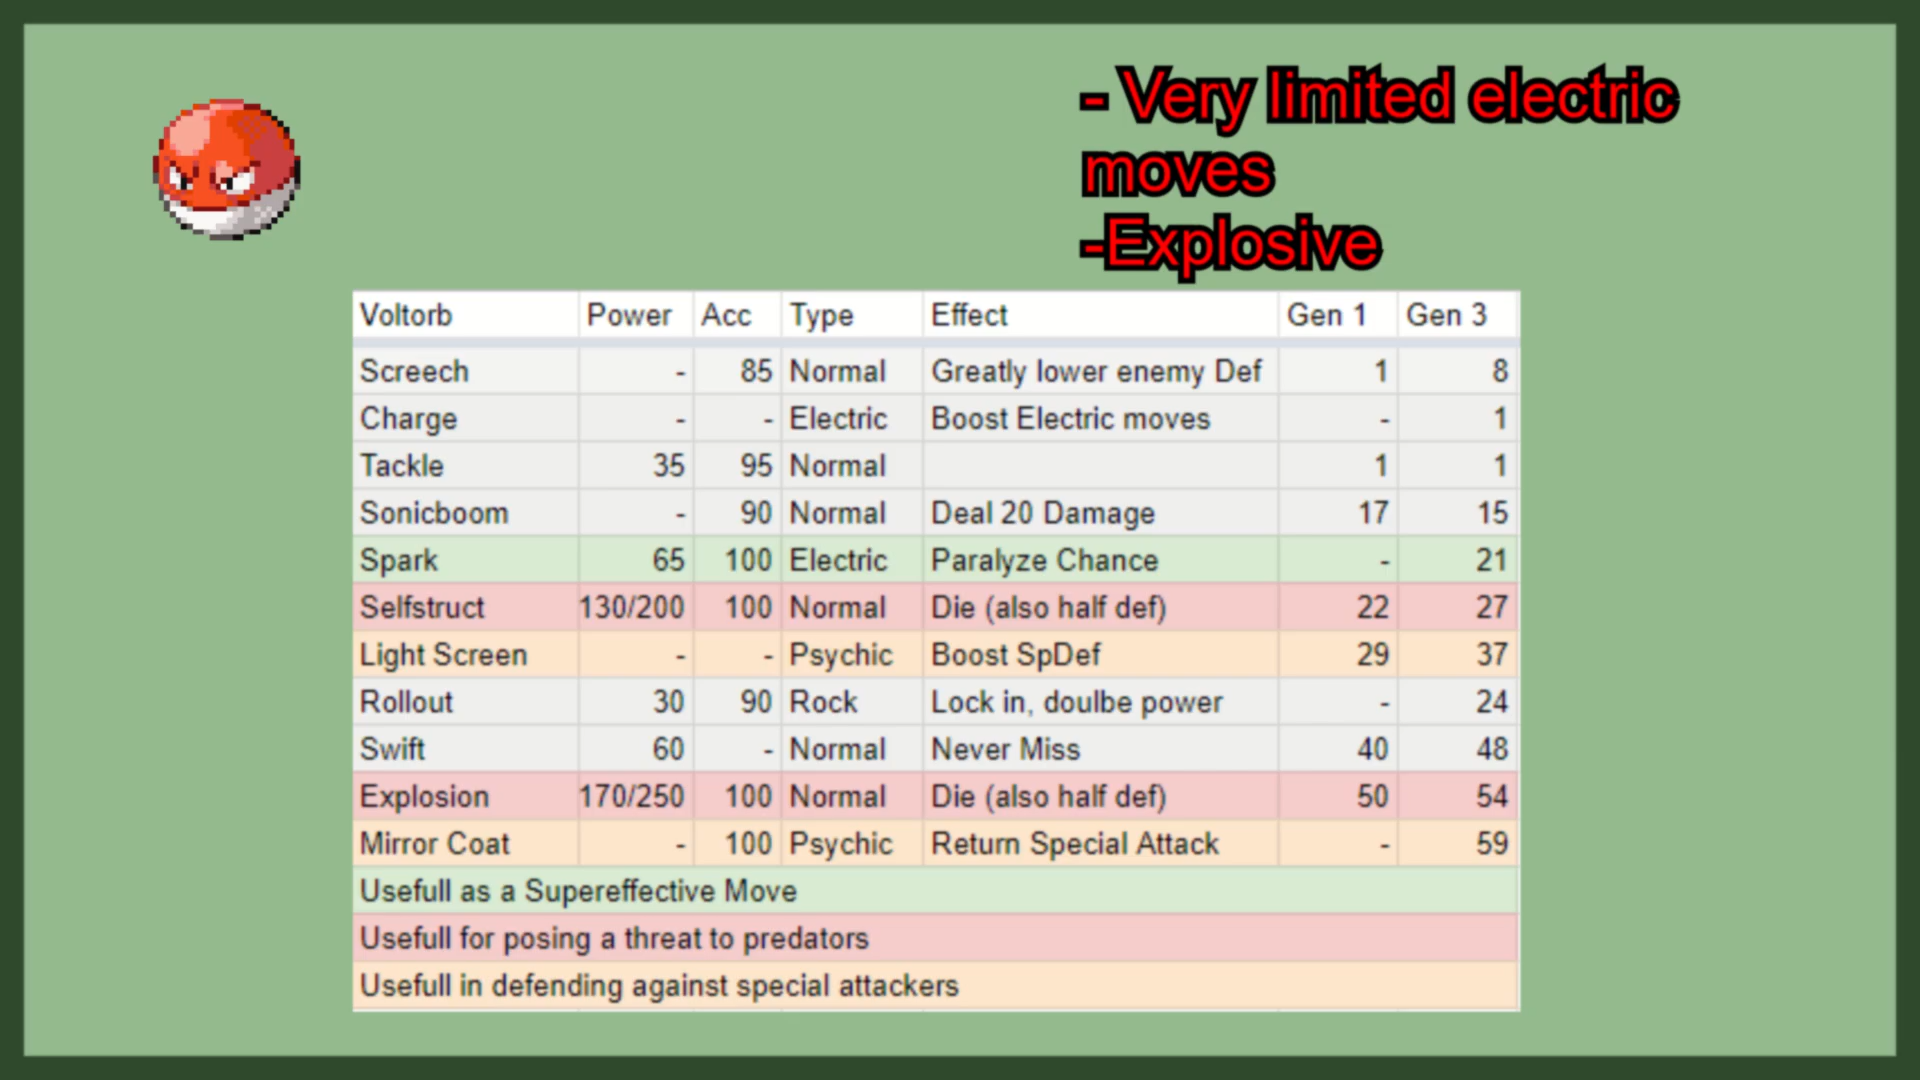 - Very limited electric
moves
-Explosive
Voltorb Power Acc Type Effect Gen 1 Gen 3
Screech - 85 Normal Greatly lower enemy Def 1 8
Charge - - Electric Boost Electric moves - 1
Tackle 35 95 Normal 1 1
Sonicboom - 90 Normal Deal 20 Damage 17 15
Spark 65 100 Electric Paralyze Chance - 21
Selfstruct 130/200 100 Normal Die (also half def) 22 27
Light Screen - - Psychic Boost SpDef 29 37
Rollout 30 90 Rock Lock in, doulbe power - 24
Swift 60 - Normal Never Miss 40 48
Explosion 170/250 100 Normal Die (also half def) 50 54
Mirror Coat - 100 Psychic Return Special Attack - 59
Usefull as a Supereffective Move
Usefull for posing a threat to predators
Usefull in defending against special attackers